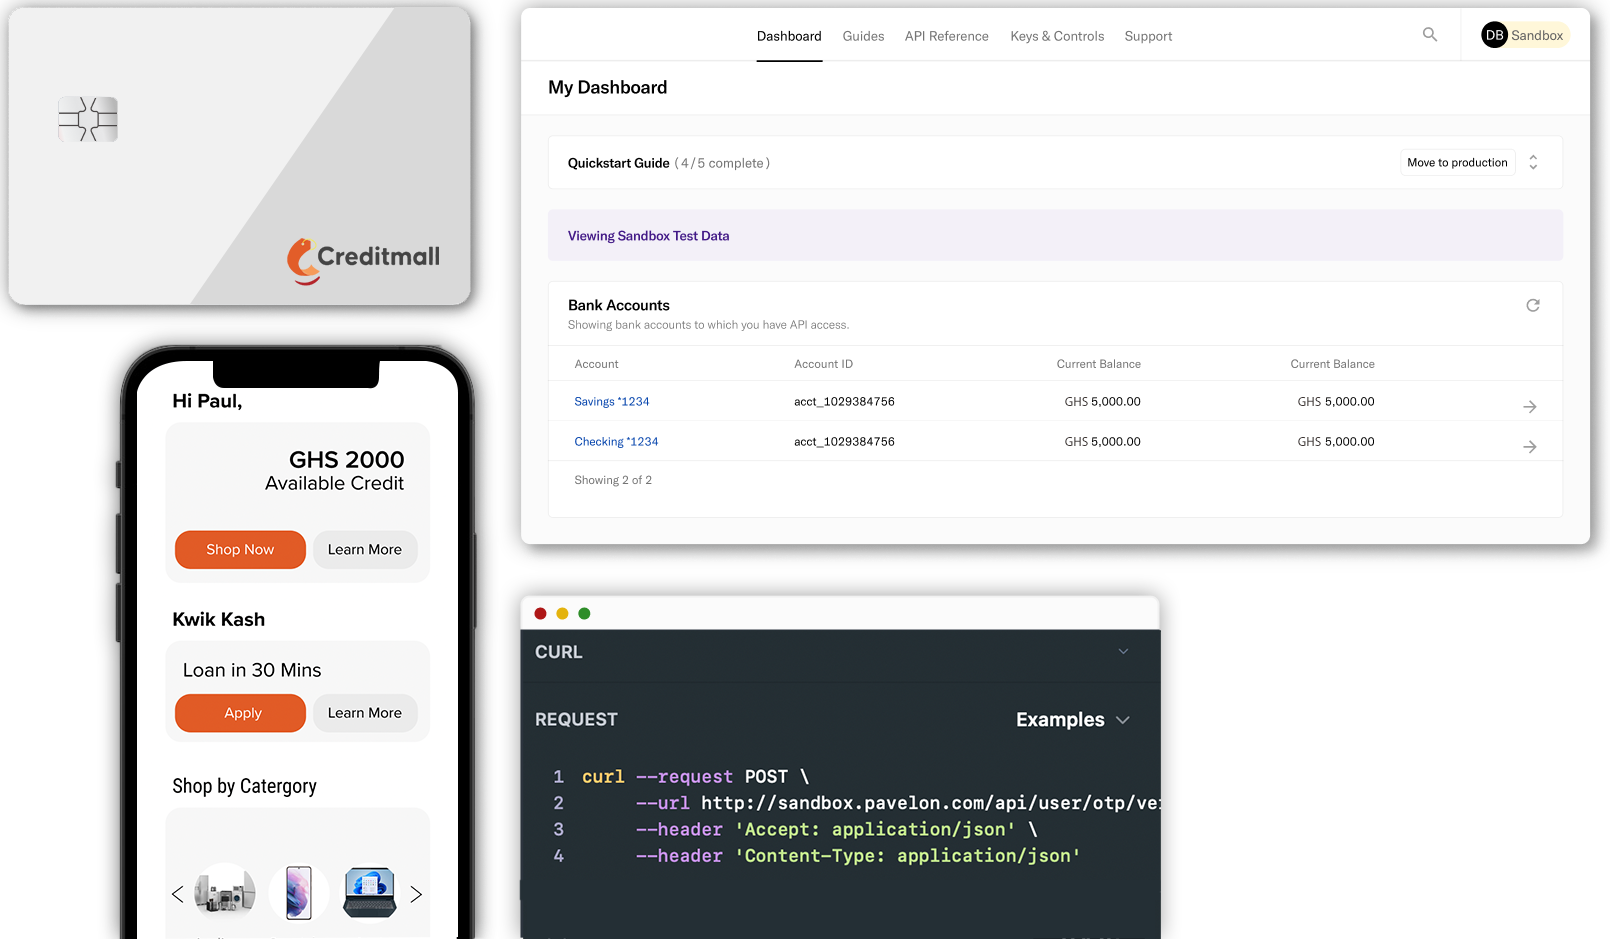 Creditmall
Dashboard Guides API Reference Keys & Controls Support
DB Sandbox
My Dashboard
Quickstart Guide (4/5 complete)
Move to production
Viewing Sandbox Test Data
Bank Accounts
Showing bank accounts to which you have API access.
Account Account ID Current Balance Current Balance
Savings *1234 acct_1029384756 GHS 5,000.00 GHS 5,000.00
Checking *1234 acct_1029384756 GHS 5,000.00 GHS 5,000.00
Showing 2 of 2
Hi Paul,
GHS 2000
Available Credit
Shop Now Learn More
Kwik Kash
Loan in 30 Mins
Apply Learn More
Shop by Catergory
CURL
REQUEST Examples
1 curl --request POST \
2 --url http://sandbox.pavelon.com/api/user/otp/ve
3 --header 'Accept: application/json' \
4 --header 'Content-Type: application/json'